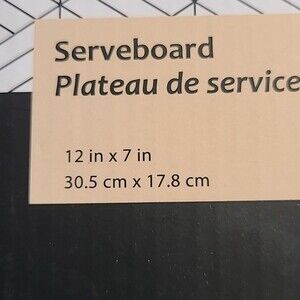 Serveboard
Plateau de service
12 in x 7 in
30.5 cm x 17.8 cm